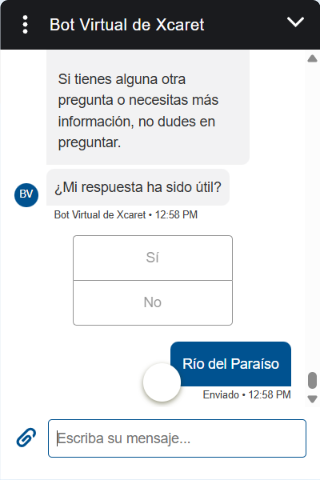 Bot Virtual de Xcaret
Si tienes alguna otra
pregunta o necesitas más
información, no dudes en
preguntar.
¿Mi respuesta ha sido útil?
BV
Bot Virtual de Xcaret • 12:58 PM
Sí
No
Río del Paraíso
Enviado • 12:58 PM
Escriba su mensaje...